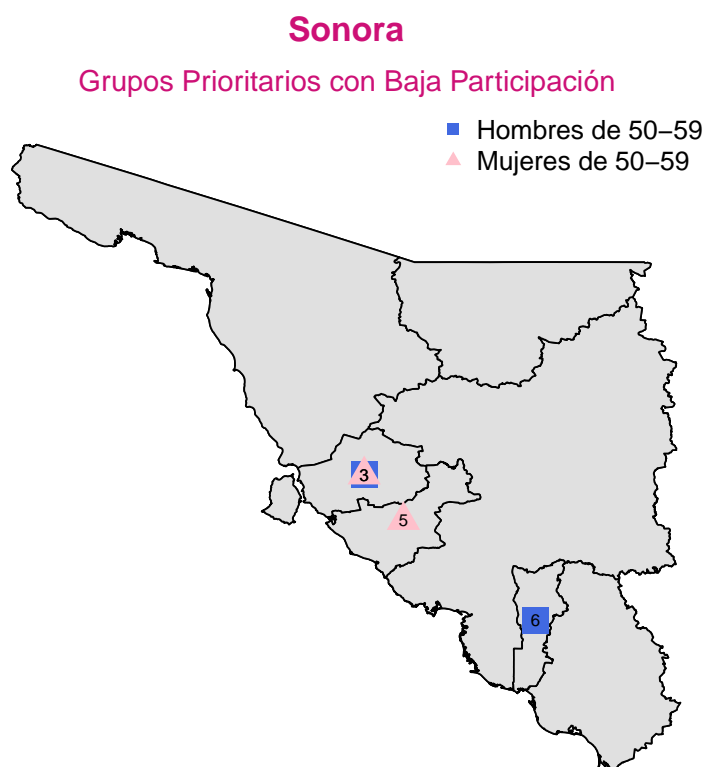 Sonora
Grupos Prioritarios con Baja Participación
Hombres de 50−59
Mujeres de 50−59
3
5
6